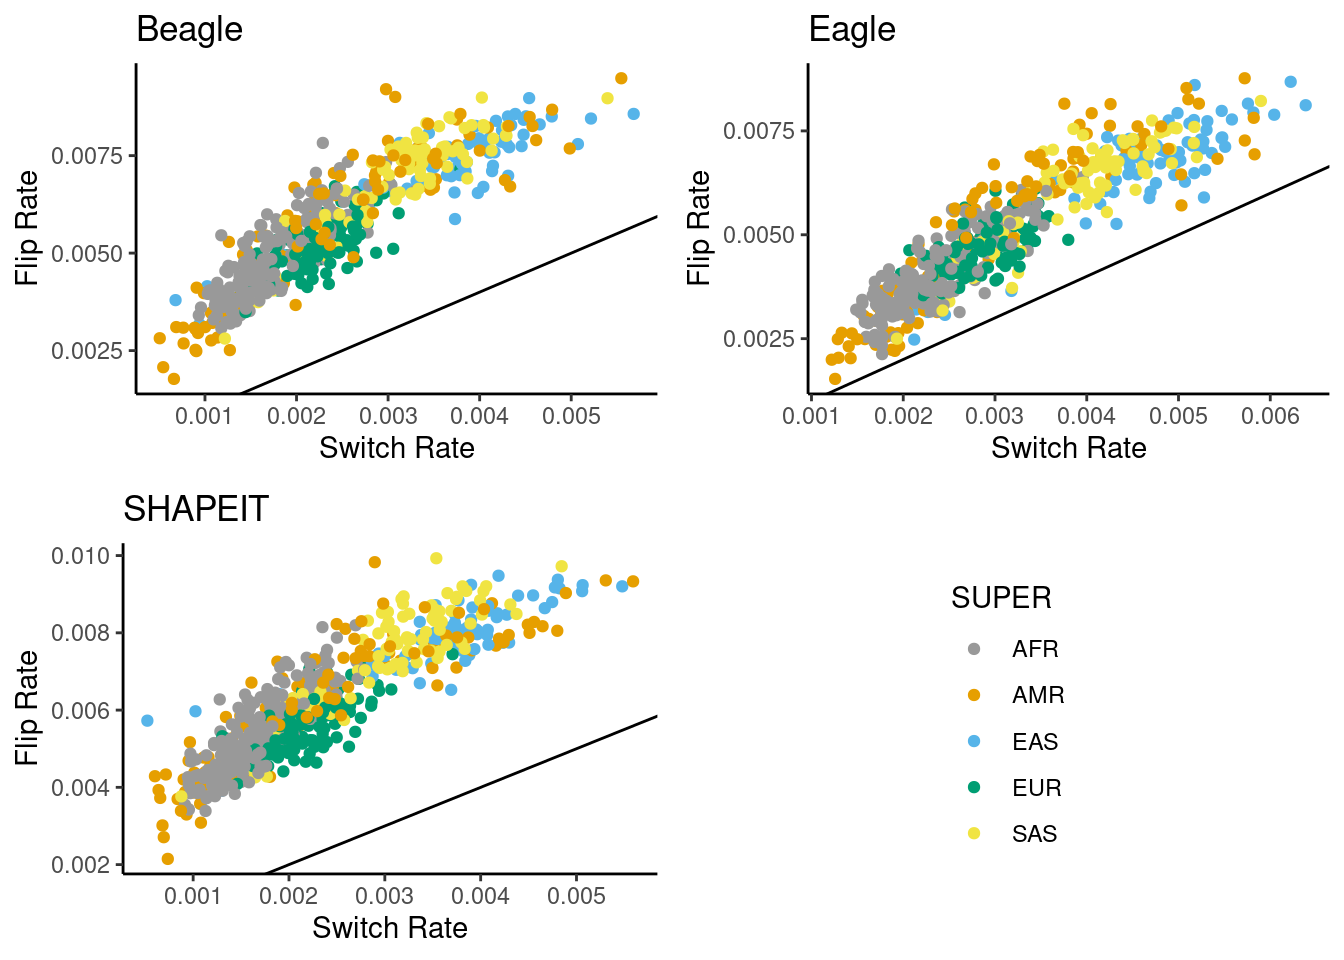 Beagle
Flip Rate
0.0075
0.0050
0.0025
0.001 0.002 0.003 0.004 0.005
Switch Rate
Eagle
Flip Rate
0.0075
0.0050
0.0025
0.001 0.002 0.003 0.004 0.005 0.006
Switch Rate
SHAPEIT
Flip Rate
0.010
0.008
0.006
0.004
0.002
0.001 0.002 0.003 0.004 0.005
Switch Rate
SUPER
AFR
AMR
EAS
EUR
SAS